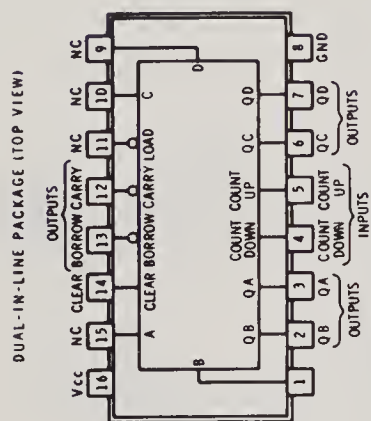 DUAL-IN-LINE PACKAGE (TOP VIEW)
OUTPUTS
Vcc NC CLEAR BORROW CARRY NC NC NC
16 15 14 13 12 11 10 9
A CLEAR BORROW CARRY LOAD C
B D
QB QA COUNT DOWN COUNT UP QC QD
1 2 3 4 5 6 7 8
QB QA COUNT DOWN COUNT UP QC QD GND
OUTPUTS INPUTS OUTPUTS